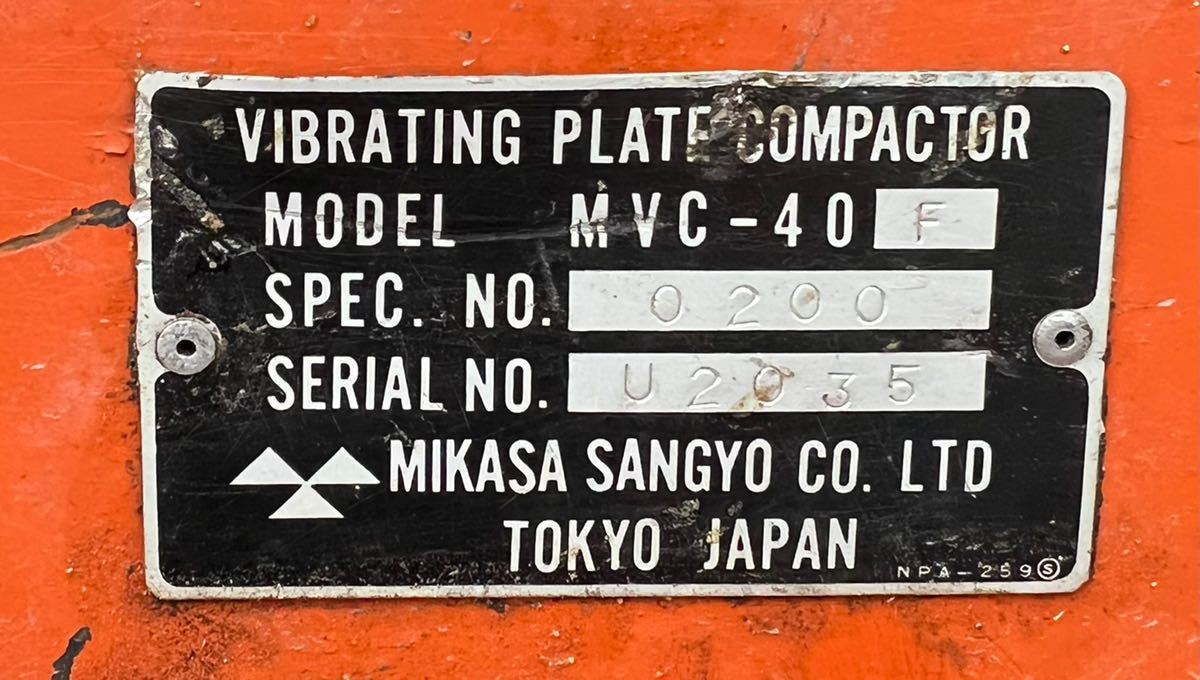 VIBRATING PLATE COMPACTOR
MODEL MVC-40 F
SPEC. NO. 0200
SERIAL NO. U2035
MIKASA SANGYO CO. LTD
TOKYO JAPAN
NPA-259 Ⓢ